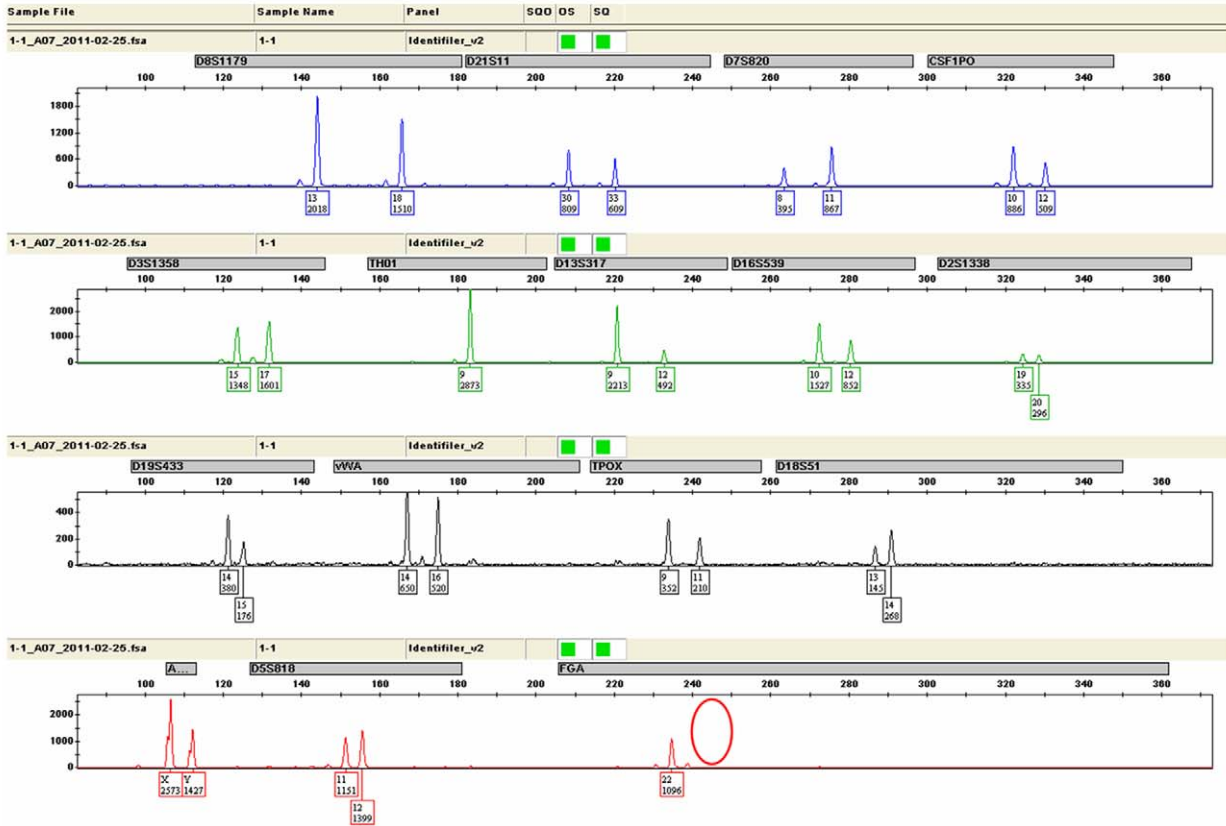 Sample File Sample Name Panel SQO OS SQ
1-1_A07_2011-02-25.fsa 1-1 Identifiler_v2
D8S1179 D21S11 D7S820 CSF1PO
100 120 140 160 180 200 220 240 260 280 300 320 340 360
1800
1200
600
0
13 18 30 33 8 11 10 12
2018 1510 809 609 395 867 886 509
1-1_A07_2011-02-25.fsa 1-1 Identifiler_v2
D3S1358 TH01 D13S317 D16S539 D2S1338
100 120 140 160 180 200 220 240 260 280 300 320 340 360
2000
1000
0
15 17 9 9 12 10 12 19
1348 1601 2873 2213 492 1527 852 335
20
296
1-1_A07_2011-02-25.fsa 1-1 Identifiler_v2
D19S433 vWA TPOX D18S51
100 120 140 160 180 200 220 240 260 280 300 320 340 360
400
200
0
14 14 16 9 11 13
380 650 520 352 210 145
15 14
176 268
1-1_A07_2011-02-25.fsa 1-1 Identifiler_v2
A... D5S818 FGA
100 120 140 160 180 200 220 240 260 280 300 320 340 360
2000
1000
0
X Y 11 22
2573 1427 1151 1096
12
1399